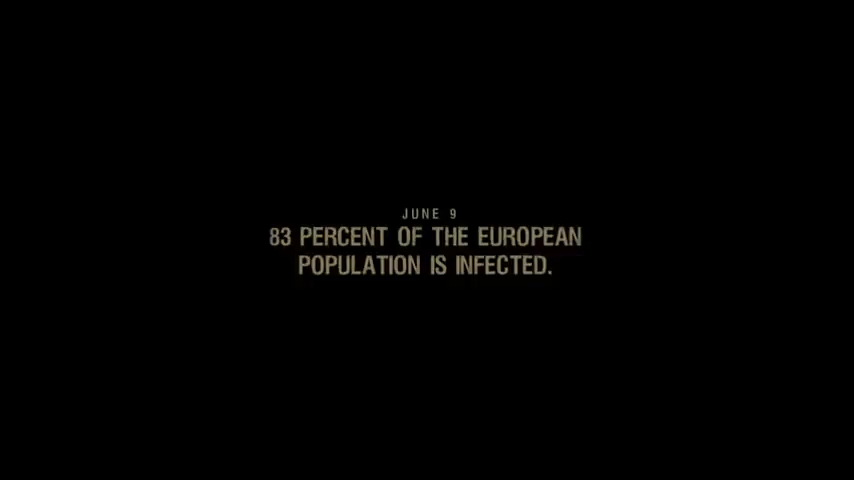 JUNE 9
83 PERCENT OF THE EUROPEAN
POPULATION IS INFECTED.